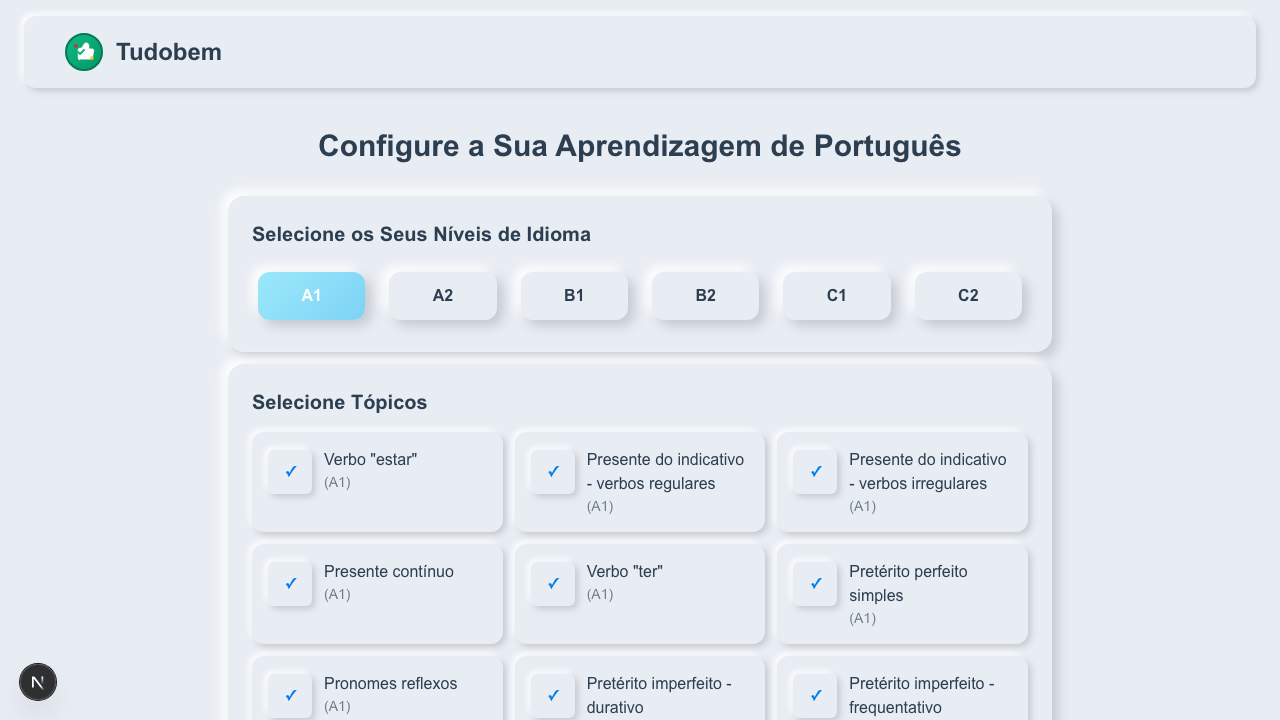 Tudobem
Configure a Sua Aprendizagem de Português
Selecione os Seus Níveis de Idioma
A1
A2
B1
B2
C1
C2
Selecione Tópicos
✓
Verbo "estar"
(A1)
✓
Presente do indicativo
- verbos regulares
(A1)
✓
Presente do indicativo
- verbos irregulares
(A1)
✓
Presente contínuo
(A1)
✓
Verbo "ter"
(A1)
✓
Pretérito perfeito
simples
(A1)
✓
Pronomes reflexos
(A1)
✓
Pretérito imperfeito -
durativo
✓
Pretérito imperfeito -
frequentativo
N